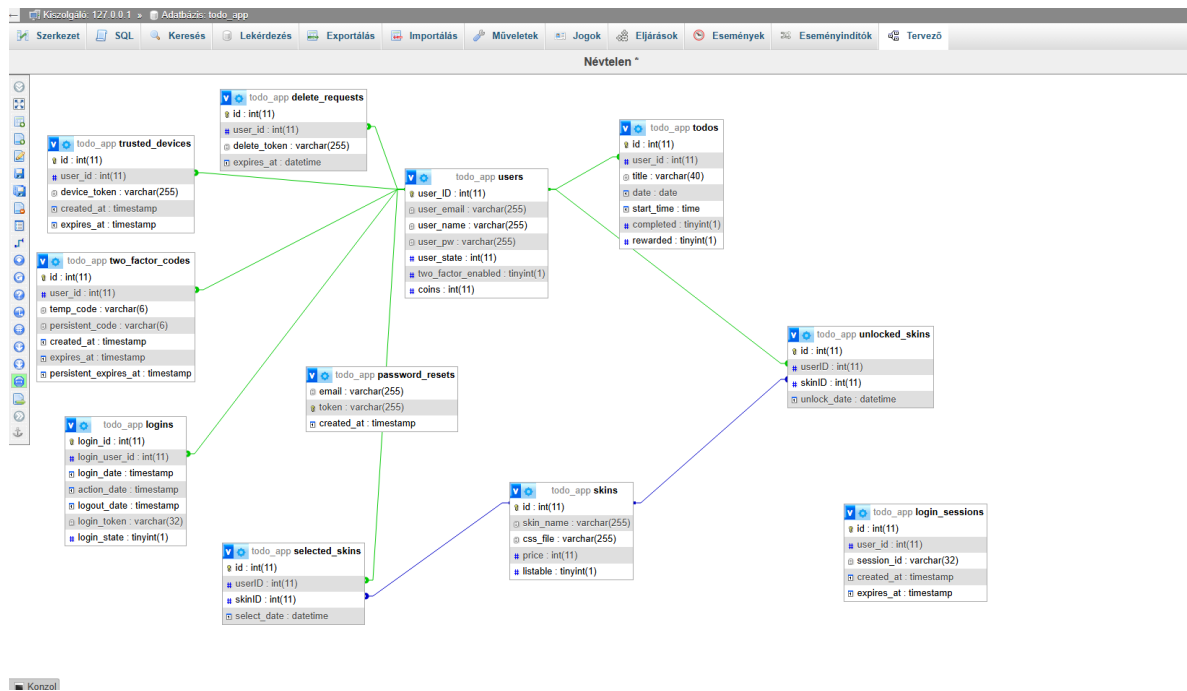 Kiszolgáló: 127.0.0.1 » Adatbázis: todo_app
Szerkezet SQL Keresés Lekérdezés Exportálás Importálás Műveletek Jogok Eljárások Események Eseményindítók Tervező
Névtelen *
todo_app delete_requests
id : int(11)
user_id : int(11)
delete_token : varchar(255)
expires_at : datetime
todo_app todos
id : int(11)
user_id : int(11)
title : varchar(40)
date : date
start_time : time
completed : tinyint(1)
rewarded : tinyint(1)
todo_app trusted_devices
id : int(11)
user_id : int(11)
device_token : varchar(255)
created_at : timestamp
expires_at : timestamp
todo_app users
user_ID : int(11)
user_email : varchar(255)
user_name : varchar(255)
user_pw : varchar(255)
user_state : int(11)
two_factor_enabled : tinyint(1)
coins : int(11)
todo_app two_factor_codes
id : int(11)
user_id : int(11)
temp_code : varchar(6)
persistent_code : varchar(6)
created_at : timestamp
expires_at : timestamp
persistent_expires_at : timestamp
todo_app unlocked_skins
id : int(11)
userID : int(11)
skinID : int(11)
unlock_date : datetime
todo_app password_resets
email : varchar(255)
token : varchar(255)
created_at : timestamp
todo_app logins
login_id : int(11)
login_user_id : int(11)
login_date : timestamp
action_date : timestamp
logout_date : timestamp
login_token : varchar(32)
login_state : tinyint(1)
todo_app skins
id : int(11)
skin_name : varchar(255)
css_file : varchar(255)
price : int(11)
listable : tinyint(1)
todo_app login_sessions
id : int(11)
user_id : int(11)
session_id : varchar(32)
created_at : timestamp
expires_at : timestamp
todo_app selected_skins
id : int(11)
userID : int(11)
skinID : int(11)
select_date : datetime
Konzol